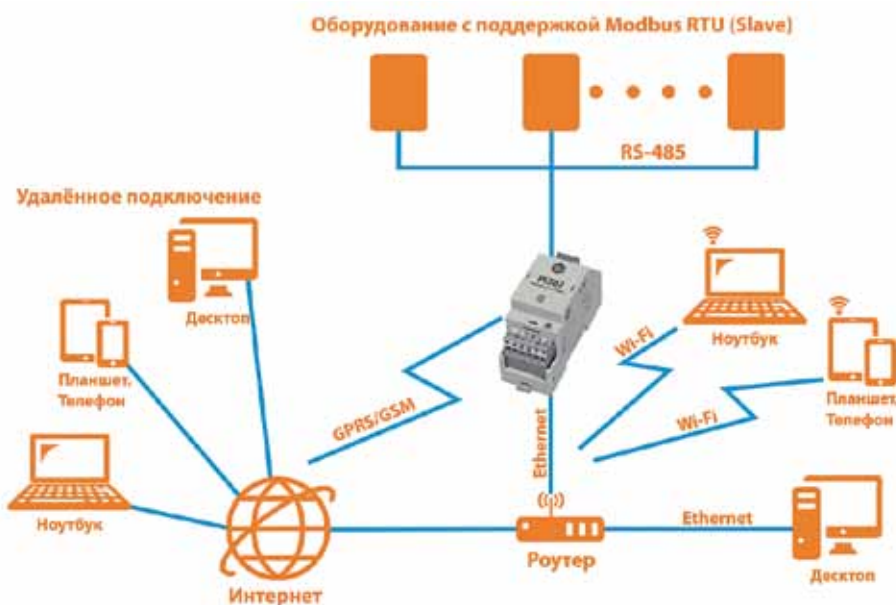 Оборудование с поддержкой Modbus RTU (Slave)
RS-485
Удалённое подключение
Десктоп
Планшет,
Телефон
Ноутбук
GPRS/GSM
Ethernet
Wi-Fi
Ноутбук
Wi-Fi
Планшет,
Телефон
Ethernet
Роутер
Десктоп
Интернет